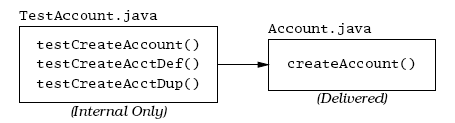 TestAccount.java
testCreateAccount()
testCreateAcctDef()
testCreateAcctDup()
(Internal Only)
Account.java
createAccount()
(Delivered)